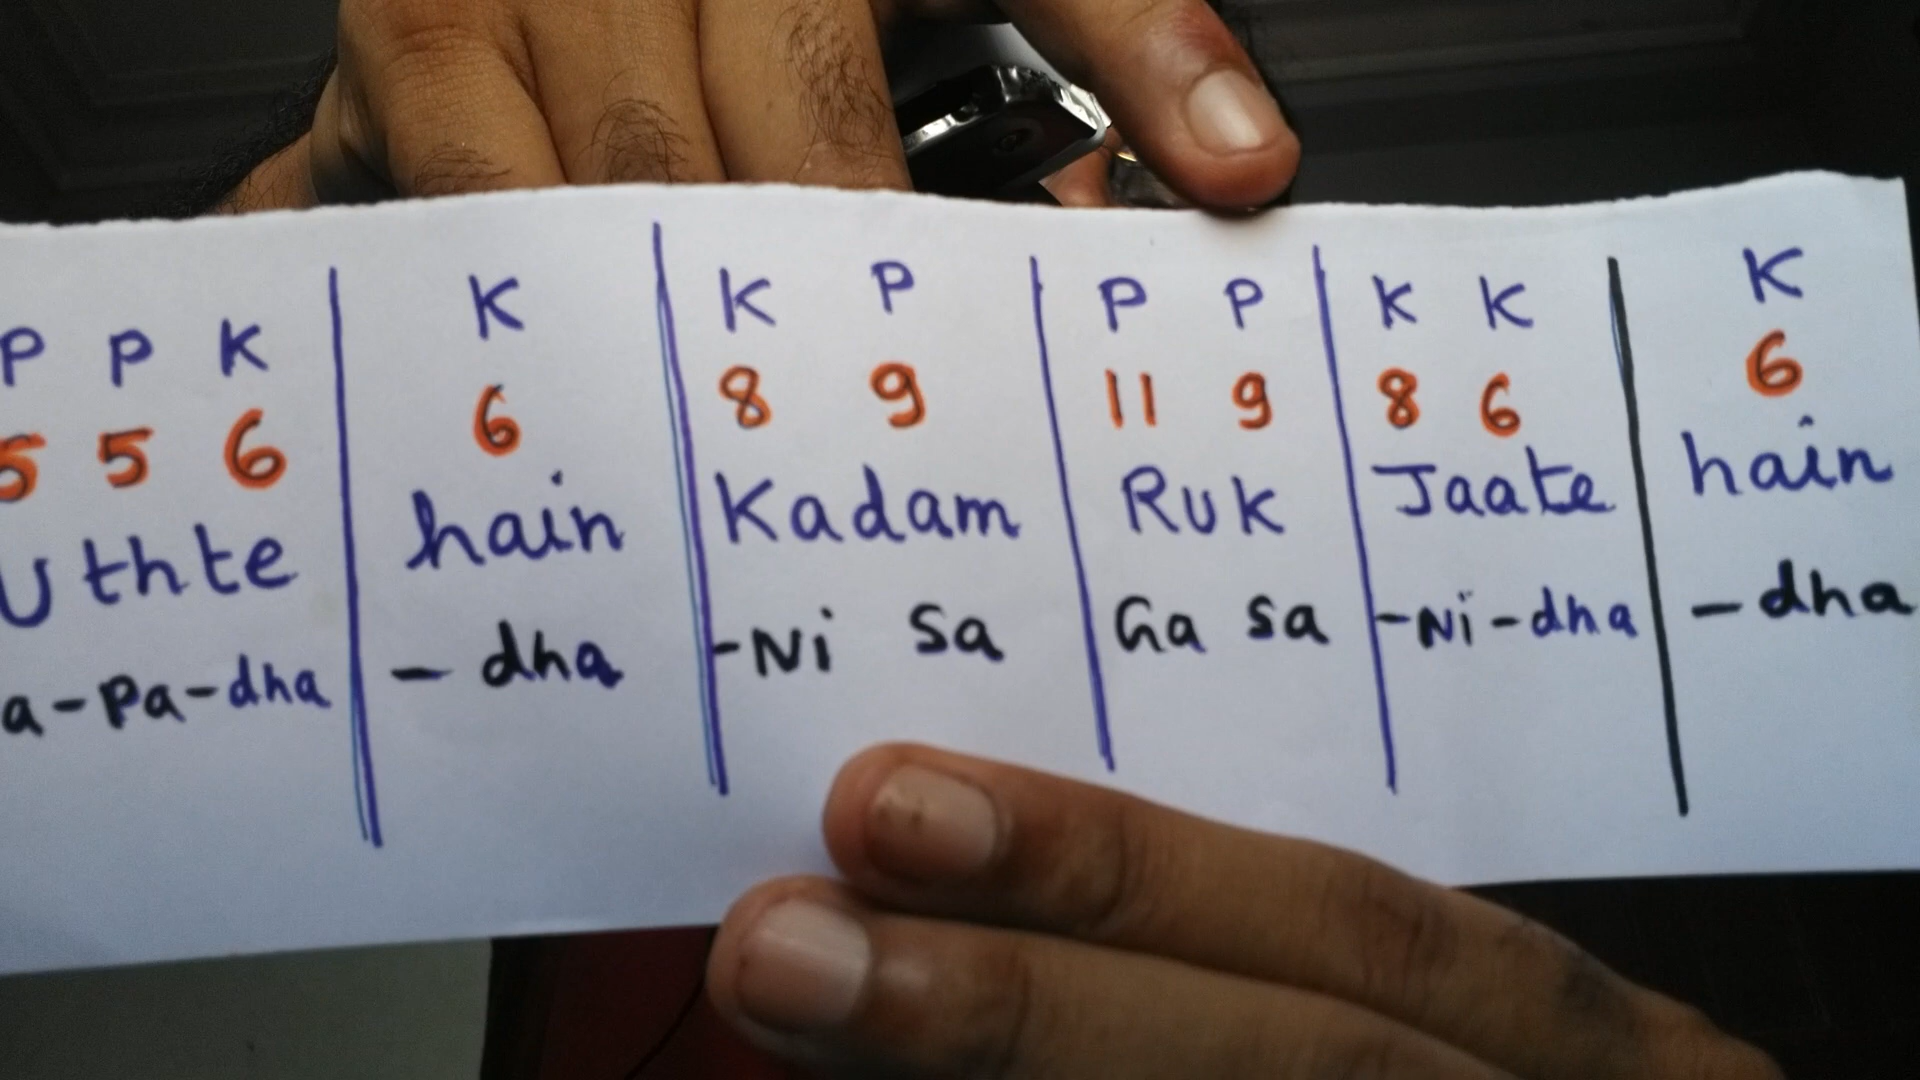 P P K K K P P P K K K
5 5 6 6 8 9 11 9 8 6 6
Uthte hain Kadam Ruk Jaate hain
a-Pa-dha - dha -Ni Sa Ga Sa -Ni-dha - dha